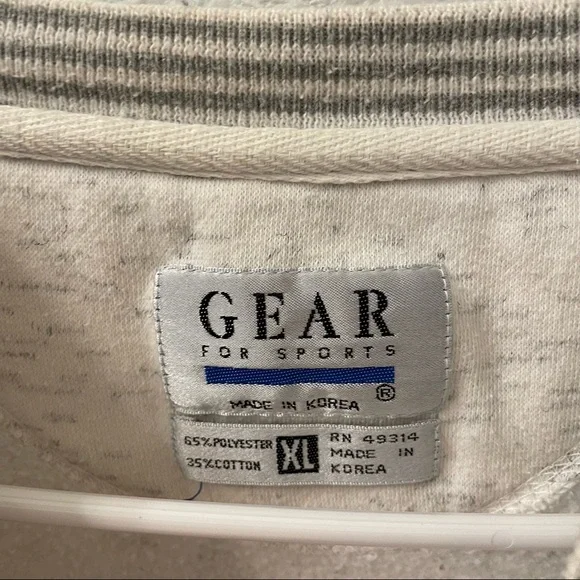 GEAR
FOR SPORTS
®
MADE IN KOREA
65%POLYESTER
35%COTTON
XL
RN 49314
MADE IN
KOREA